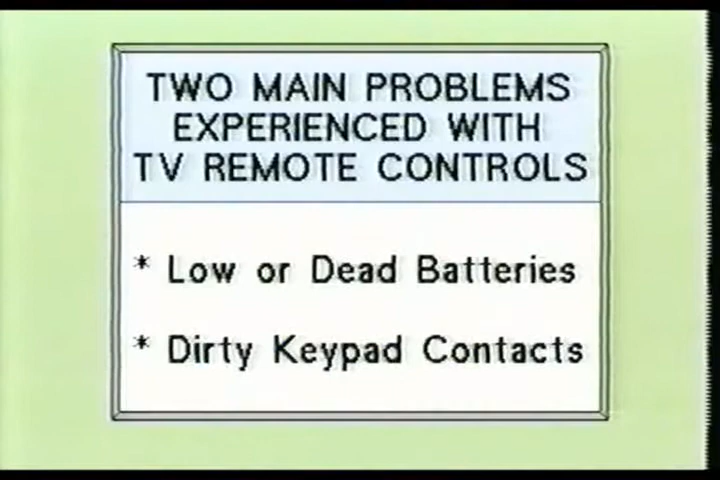 TWO MAIN PROBLEMS
EXPERIENCED WITH
TV REMOTE CONTROLS
* Low or Dead Batteries
* Dirty Keypad Contacts